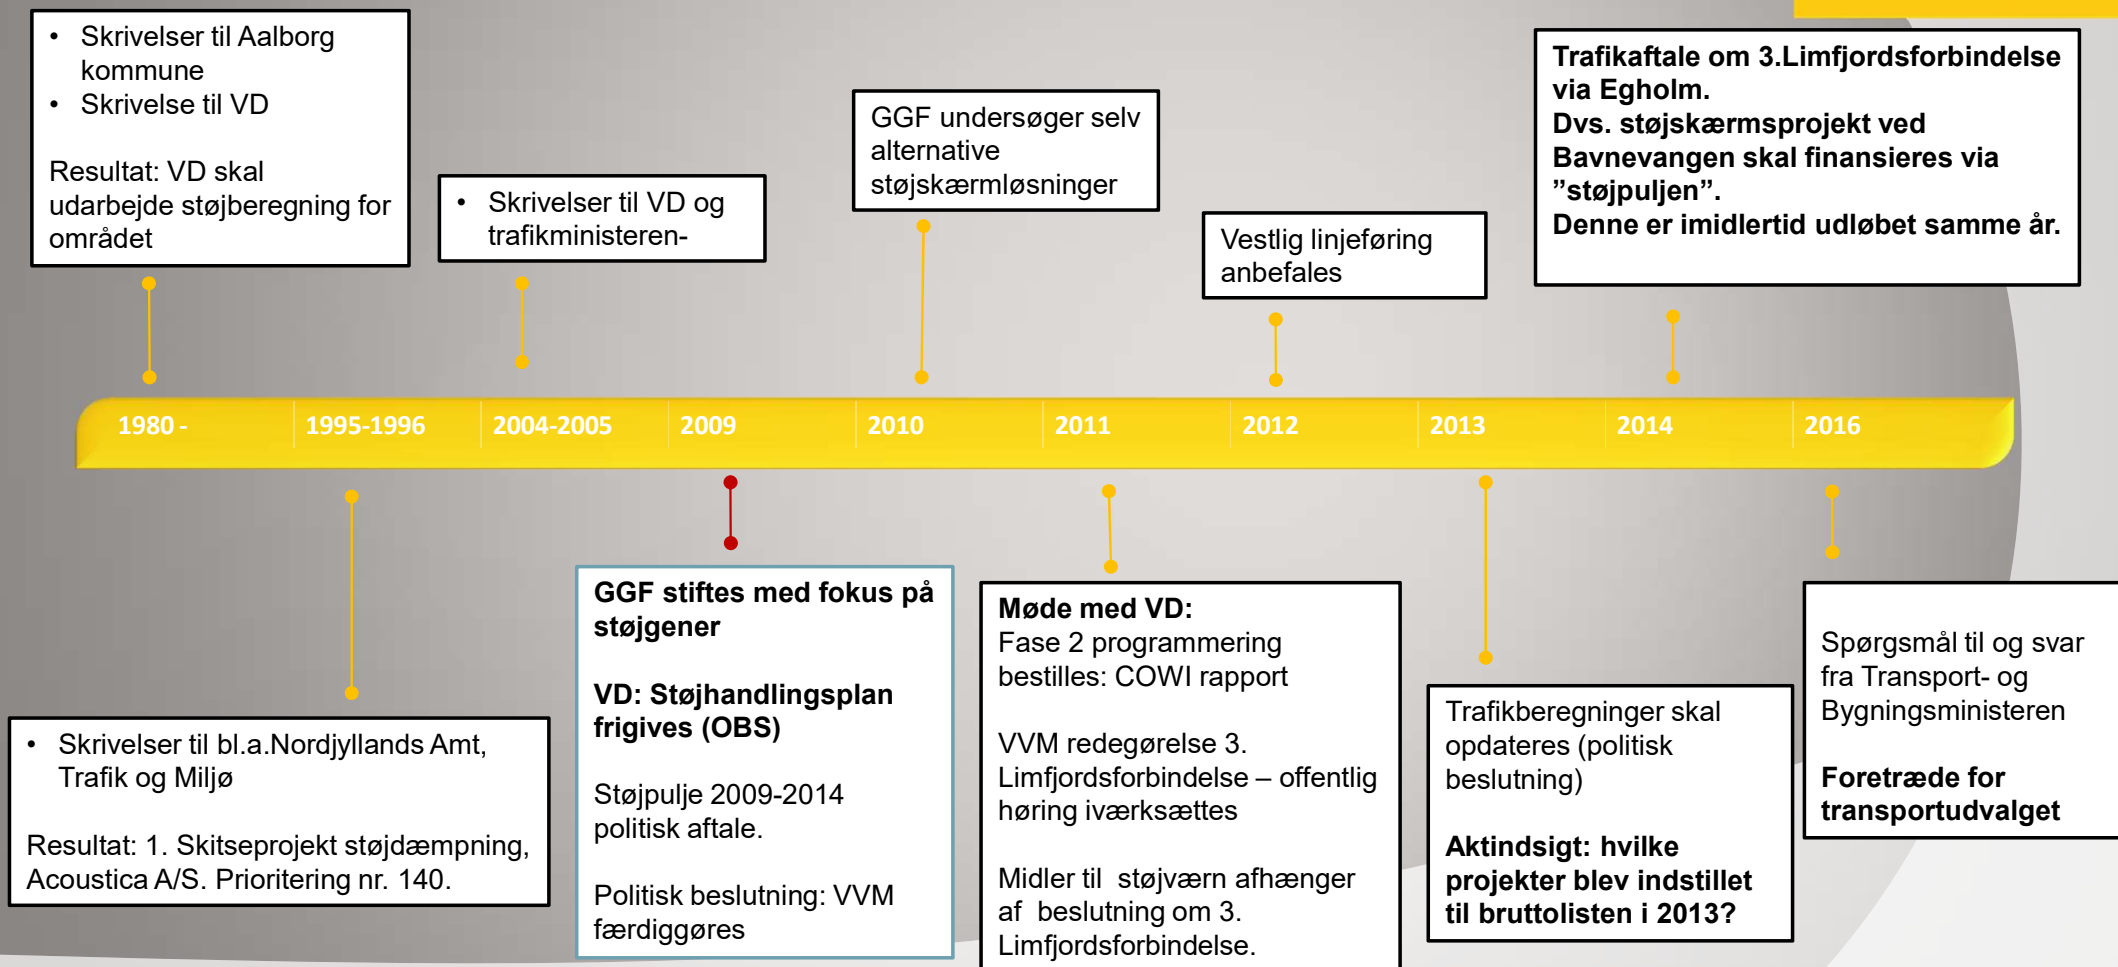 • Skrivelser til Aalborg
kommune
• Skrivelse til VD
Resultat: VD skal
udarbejde støjberegning for
området
• Skrivelser til VD og
trafikministeren-
GGF undersøger selv
alternative
støjskærmløsninger
Vestlig linjeføring
anbefales
Trafikaftale om 3.Limfjordsforbindelse
via Egholm.
Dvs. støjskærmsprojekt ved
Bavnevangen skal finansieres via
”støjpuljen”.
Denne er imidlertid udløbet samme år.
1980 -
1995-1996
2004-2005
2009
2010
2011
2012
2013
2014
2016
• Skrivelser til bl.a.Nordjyllands Amt,
Trafik og Miljø
Resultat: 1. Skitseprojekt støjdæmpning,
Acoustica A/S. Prioritering nr. 140.
GGF stiftes med fokus på
støjgener
VD: Støjhandlingsplan
frigives (OBS)
Støjpulje 2009-2014
politisk aftale.
Politisk beslutning: VVM
færdiggøres
Møde med VD:
Fase 2 programmering
bestilles: COWI rapport
VVM redegørelse 3.
Limfjordsforbindelse – offentlig
høring iværksættes
Midler til støjværn afhænger
af beslutning om 3.
Limfjordsforbindelse.
Trafikberegninger skal
opdateres (politisk
beslutning)
Aktindsigt: hvilke
projekter blev indstillet
til bruttolisten i 2013?
Spørgsmål til og svar
fra Transport- og
Bygningsministeren
Foretræde for
transportudvalget